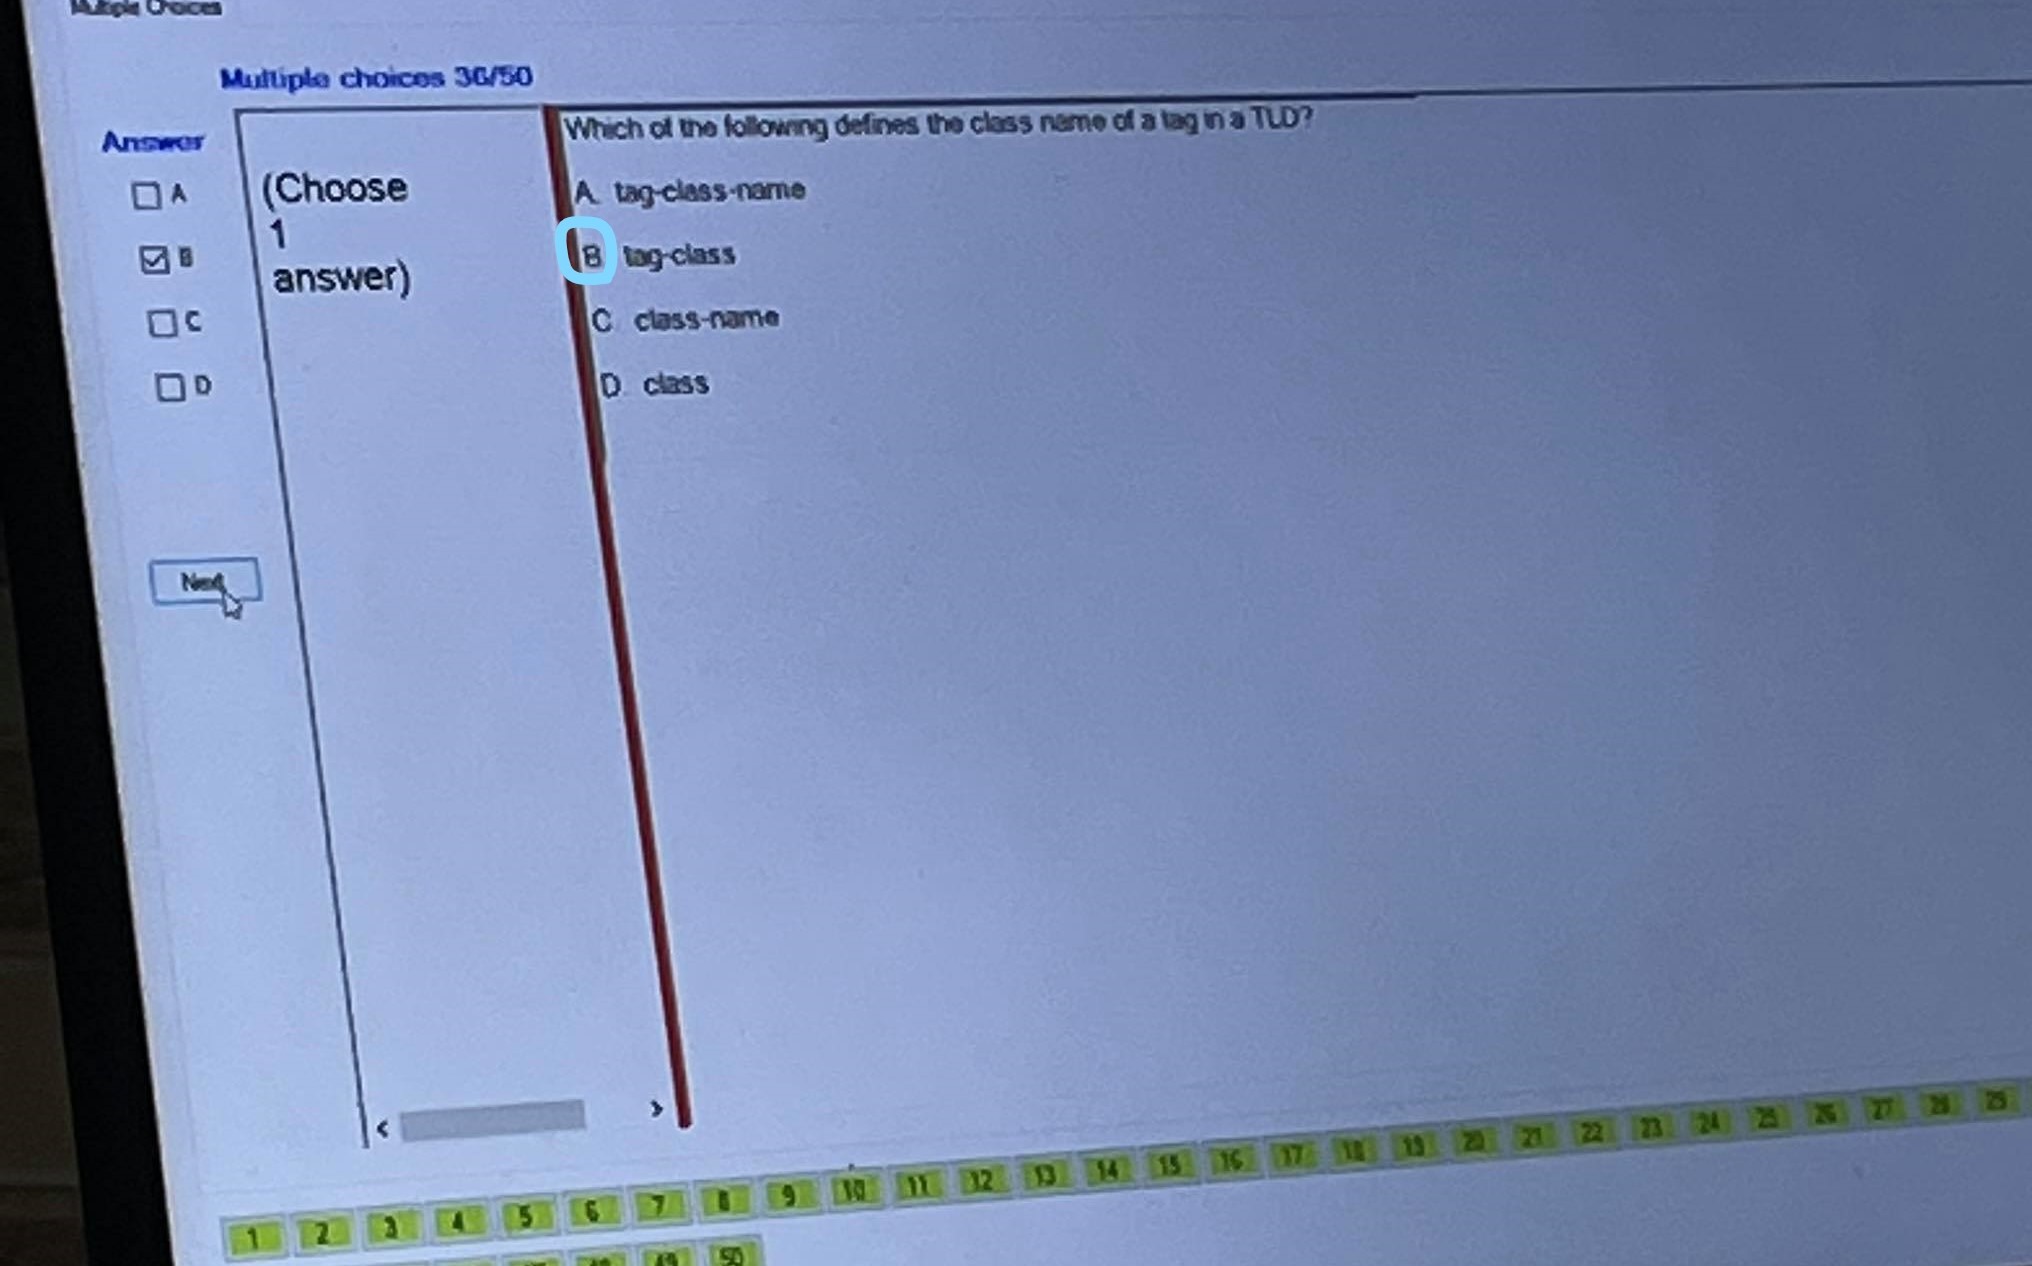 Multiple Choices
Multiple choices 36/50
Answer
A
B
C
D
(Choose
1
answer)
Which of the following defines the class name of a tag in a TLD?
A. tag-class-name
B. tag-class
C. class-name
D. class
Next
1 2 3 4 5 6 7 8 9 10 11 12 13 14 15 16 17 18 19 20 21 22 23 24 25 26 27 28 29
49 50